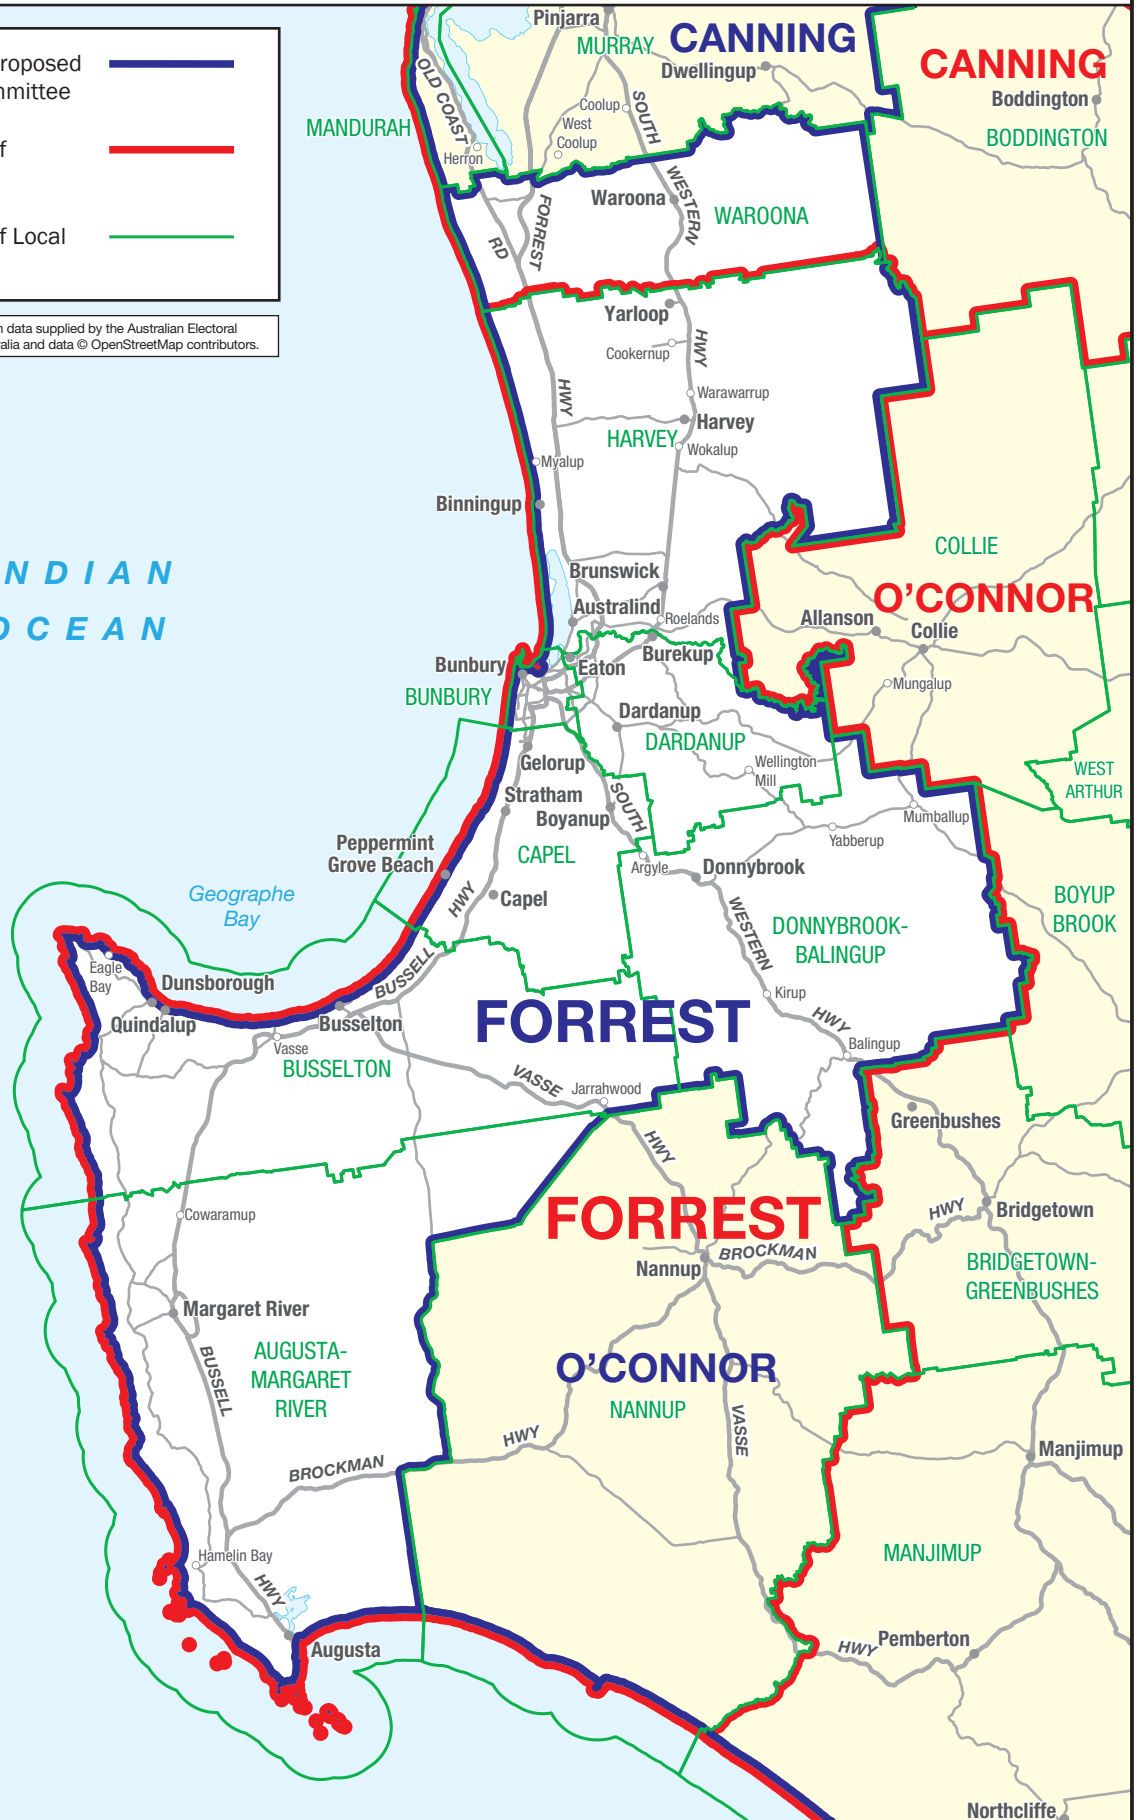 roposed
mmittee
f
f Local
n data supplied by the Australian Electoral
ralia and data © OpenStreetMap contributors.
Pinjarra
MURRAY
CANNING
Dwellingup
CANNING
Boddington
BODDINGTON
OLD COAST
MANDURAH
Coolup
West
Coolup
SOUTH
Herron
Waroona
WESTERN
WAROONA
FORREST
RD
Yarloop
Cookernup
HWY
HWY
Warawarrup
Harvey
HARVEY
Wokalup
Myalup
Binningup
COLLIE
NDIAN
OCEAN
Brunswick
Australind
Roelands
O'CONNOR
Allanson
Collie
Bunbury
BUNBURY
Eaton
Burekup
Mungalup
Dardanup
DARDANUP
Gelorup
Wellington
Mill
WEST
ARTHUR
Stratham
Boyanup
SOUTH
Mumballup
Yabberup
Peppermint
Grove Beach
CAPEL
Argyle
Donnybrook
Geographe
Bay
HWY
Capel
WESTERN
DONNYBROOK-
BALINGUP
BOYUP
BROOK
Eagle
Bay
Dunsborough
BUSSELL
Kirup
Quindalup
Busselton
FORREST
HWY
Vasse
BUSSELTON
Balingup
VASSE
Jarrahwood
Greenbushes
HWY
Cowaramup
FORREST
HWY
Bridgetown
Nannup
BROCKMAN
BRIDGETOWN-
GREENBUSHES
Margaret River
BUSSELL
AUGUSTA-
MARGARET
RIVER
O'CONNOR
NANNUP
VASSE
HWY
Manjimup
BROCKMAN
Hamelin Bay
MANJIMUP
HWY
Augusta
HWY
Pemberton
Northcliffe